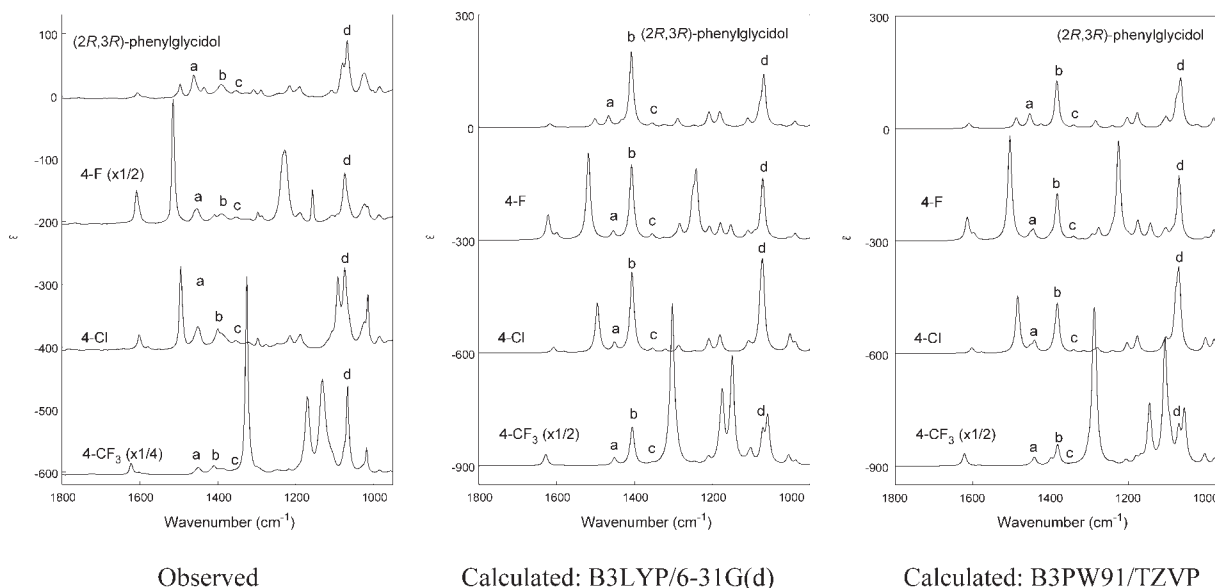 (2R,3R)-phenylglycidol
100
0
-100
-200
-300
-400
-500
-600
ε
a
b
c
d
4-F (x1/2)
a
b
c
d
4-Cl
a
b
c
d
4-CF3 (x1/4)
a
b
c
d
1800
1600
1400
1200
1000
Wavenumber (cm-1)
Observed
(2R,3R)-phenylglycidol
300
0
-300
-600
-900
ε
a
b
c
d
4-F
a
b
c
d
4-Cl
a
b
c
d
4-CF3 (x1/2)
a
b
c
d
1800
1600
1400
1200
1000
Wavenumber (cm-1)
Calculated: B3LYP/6-31G(d)
(2R,3R)-phenylglycidol
300
0
-300
-600
-900
ε
a
b
c
d
4-F
a
b
c
d
4-Cl
a
b
c
d
4-CF3 (x1/2)
a
b
c
d
1800
1600
1400
1200
1000
Wavenumber (cm-1)
Calculated: B3PW91/TZVP